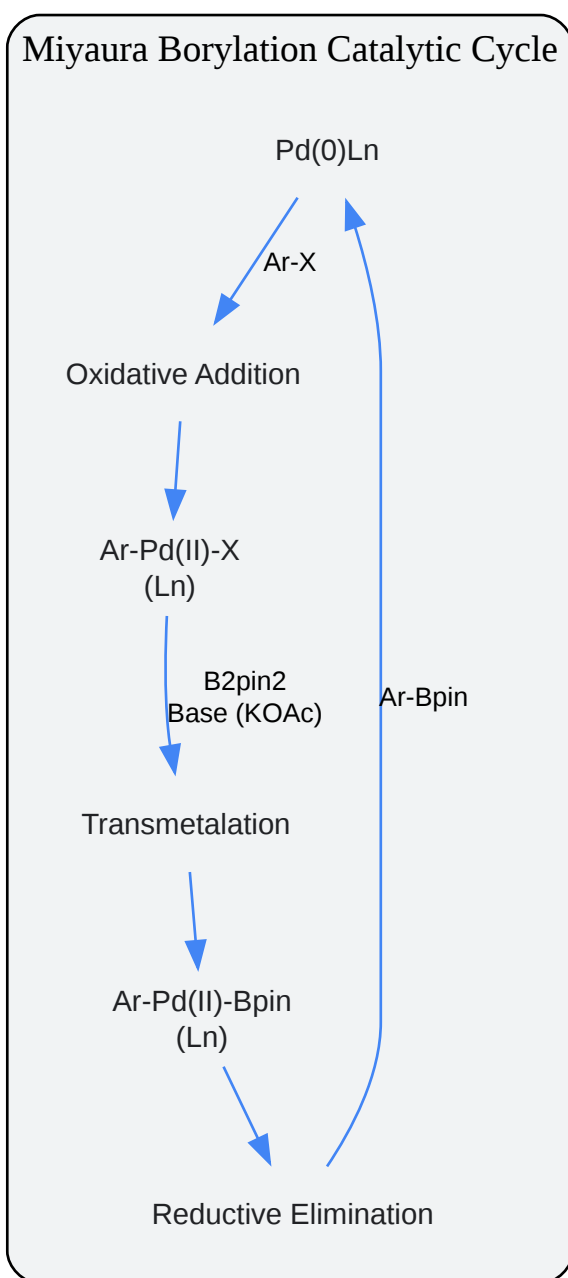 Miyaura Borylation Catalytic Cycle
Pd(0)Ln
Ar-X
Oxidative Addition
Ar-Pd(II)-X
(Ln)
B2pin2
Base (KOAc)
Ar-Bpin
Transmetalation
Ar-Pd(II)-Bpin
(Ln)
Reductive Elimination